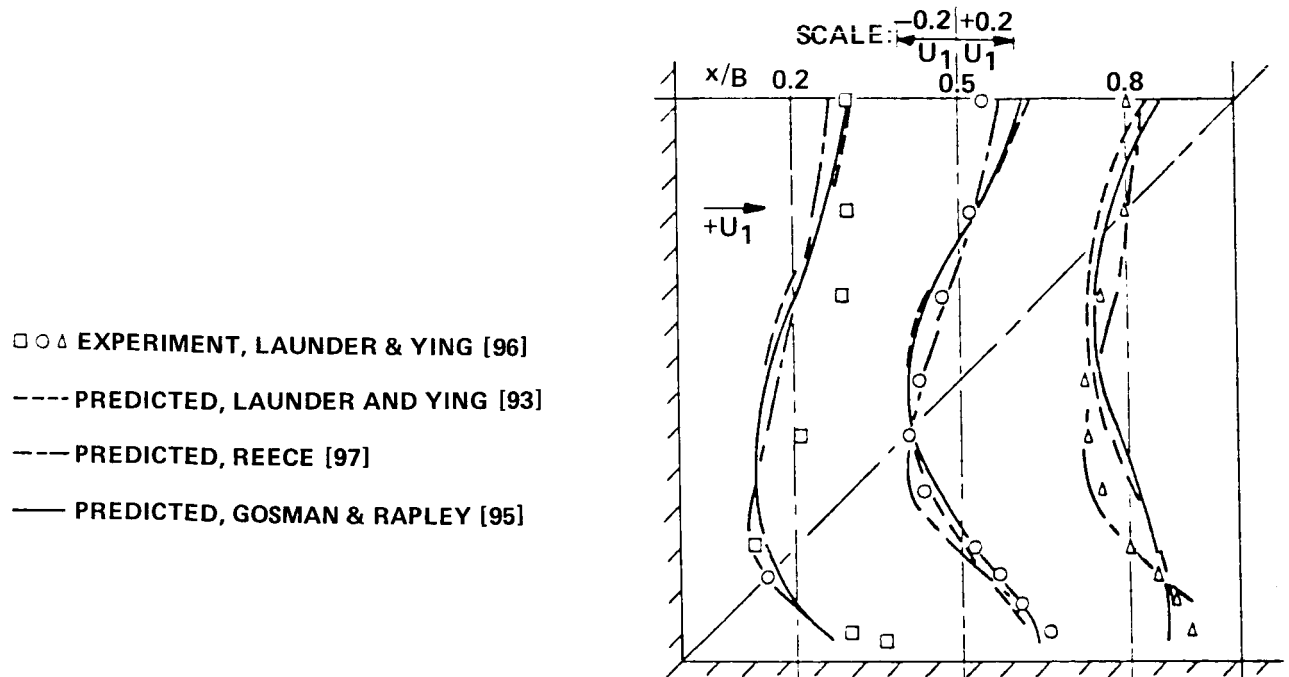 SCALE: -0.2 +0.2
U1 U1
x/B 0.2 0.5 0.8
+U1
□ ○ △ EXPERIMENT, LAUNDER & YING [96]
---- PREDICTED, LAUNDER AND YING [93]
--- PREDICTED, REECE [97]
— PREDICTED, GOSMAN & RAPLEY [95]